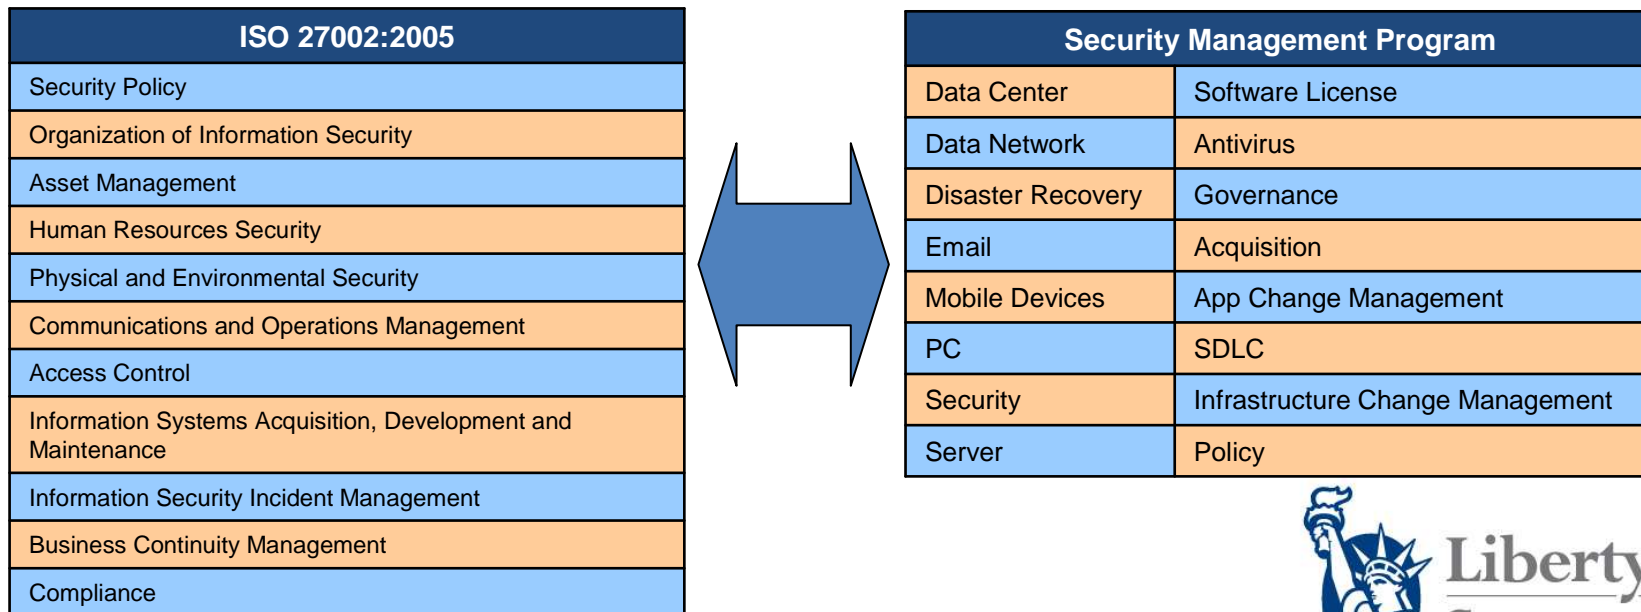 ISO 27002:2005
Security Policy
Organization of Information Security
Asset Management
Human Resources Security
Physical and Environmental Security
Communications and Operations Management
Access Control
Information Systems Acquisition, Development and
Maintenance
Information Security Incident Management
Business Continuity Management
Compliance
Security Management Program
Data Center Software License
Data Network Antivirus
Disaster Recovery Governance
Email Acquisition
Mobile Devices App Change Management
PC SDLC
Security Infrastructure Change Management
Server Policy
Liberty